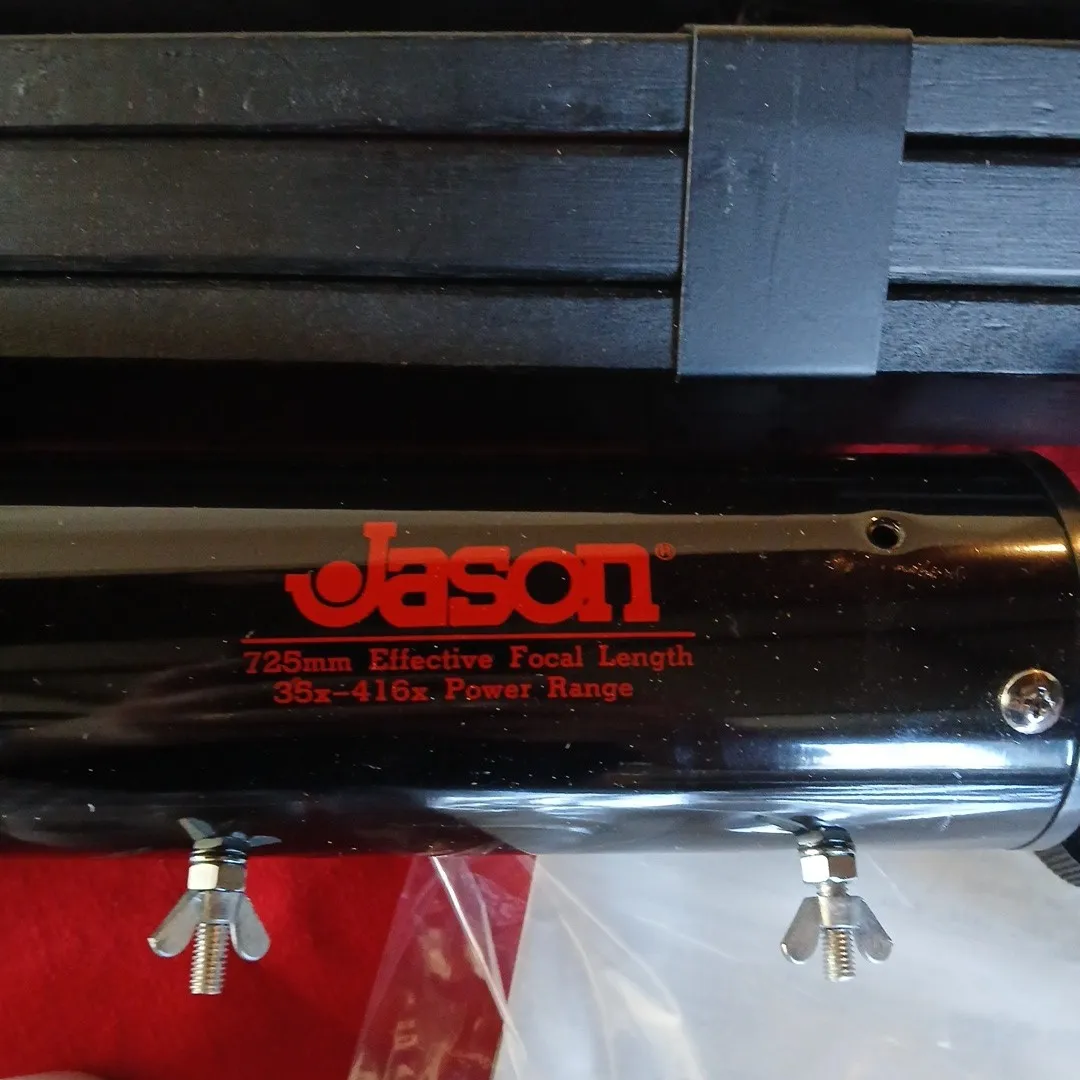 Jason®
725mm Effective Focal Length
35x-416x Power Range